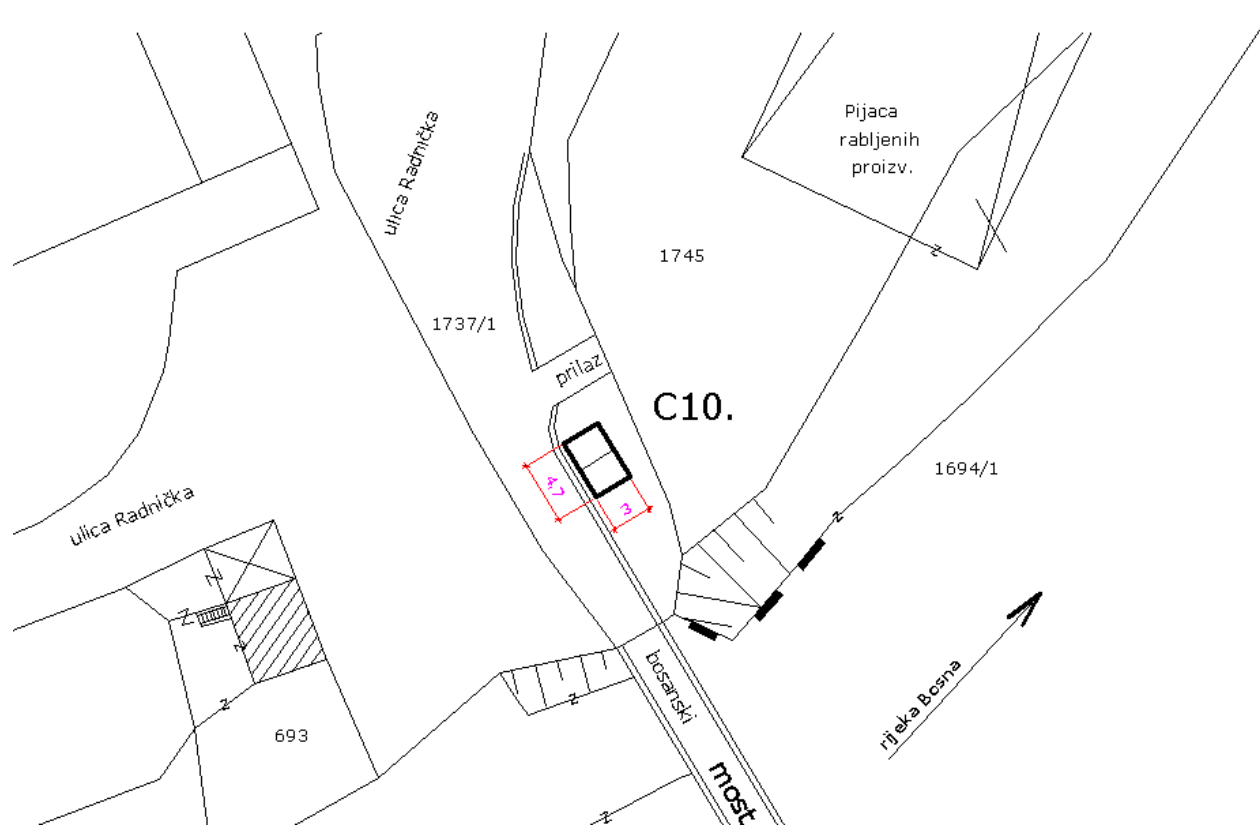 Pijaca
rabljenih
proizv.
ulica Radnička
1745
1737/1
prilaz
C10.
1694/1
4,7
3
ulica Radnička
bosanski
most
rijeka Bosna
693